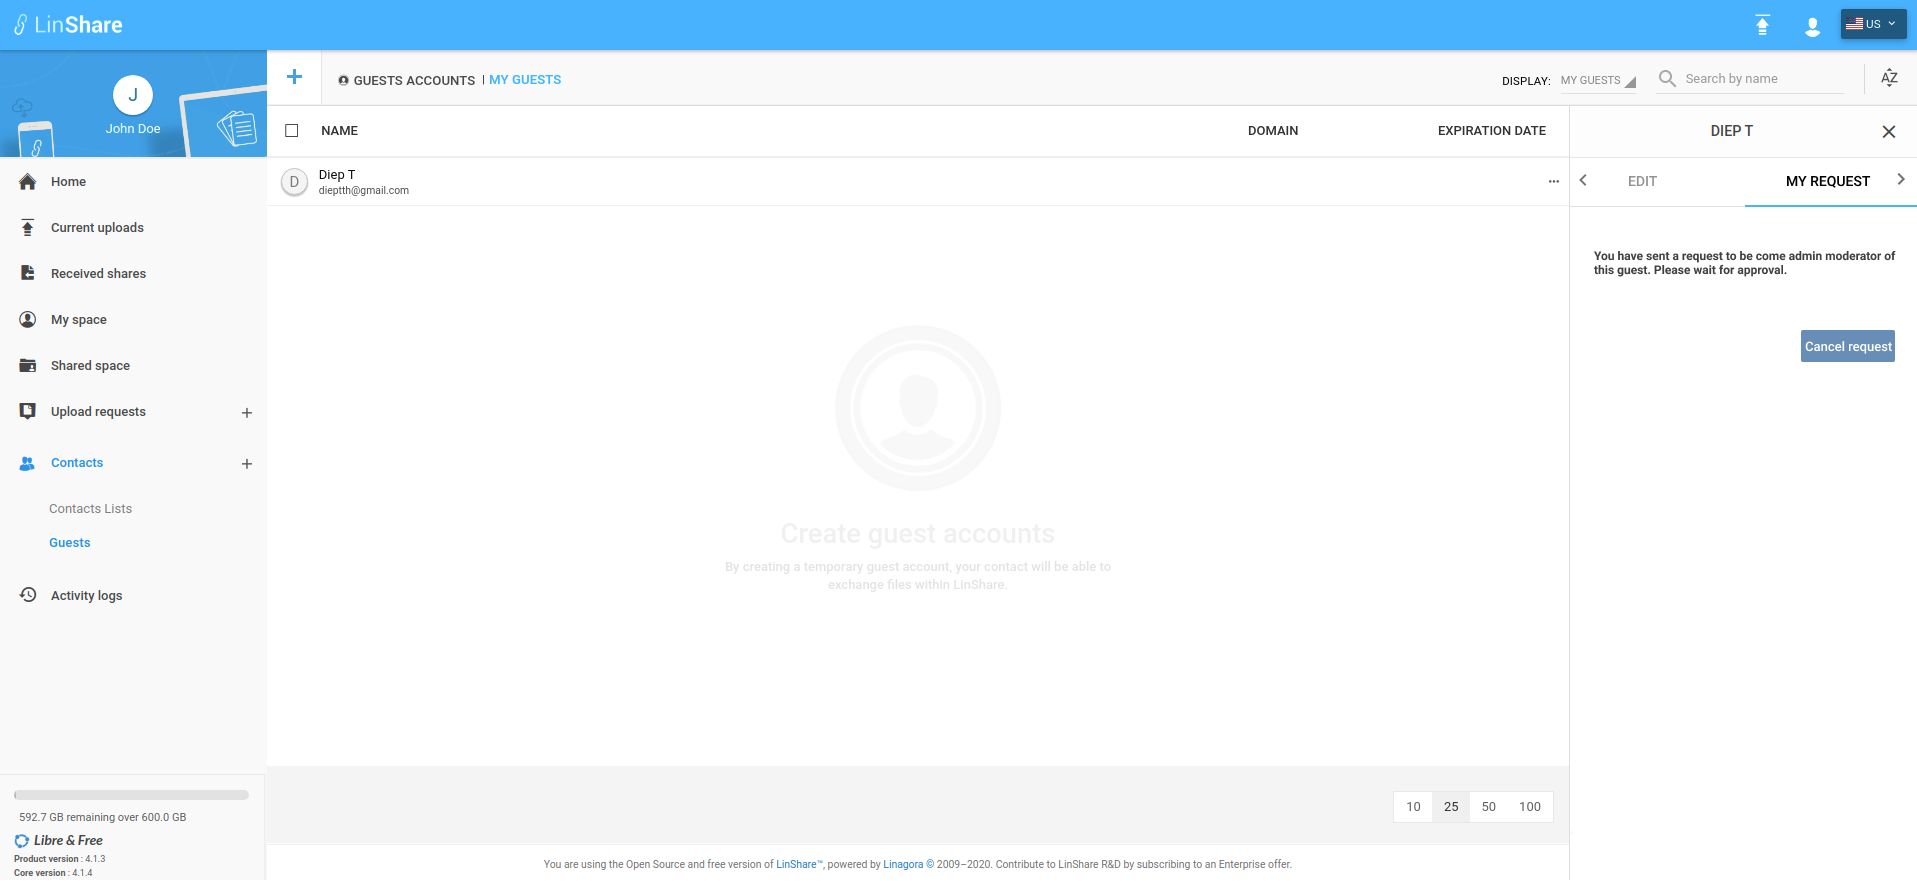 LinShare
US
J
John Doe
GUESTS ACCOUNTS | MY GUESTS
DISPLAY: MY GUESTS
Search by name
AZ
Home
Current uploads
Received shares
My space
Shared space
Upload requests +
Contacts +
Contacts Lists
Guests
Activity logs
592.7 GB remaining over 600.0 GB
Libre & Free
Product version : 4.1.3
Core version : 4.1.4
NAME DOMAIN EXPIRATION DATE
D
Diep T
dieptth@gmail.com
Create guest accounts
By creating a temporary guest account, your contact will be able to
exchange files within LinShare.
10 25 50 100
You are using the Open Source and free version of LinShare™, powered by Linagora © 2009–2020. Contribute to LinShare R&D by subscribing to an Enterprise offer.
DIEP T
EDIT MY REQUEST
You have sent a request to be come admin moderator of
this guest. Please wait for approval.
Cancel request